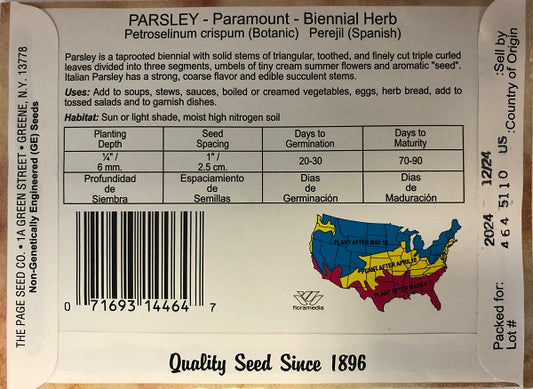 PARSLEY - Paramount - Biennial Herb
Petroselinum crispum (Botanic) Perejil (Spanish)
Parsley is a taprooted biennial with solid stems of triangular, toothed, and finely cut triple curled
leaves divided into three segments, umbels of tiny cream summer flowers and aromatic "seed".
Italian Parsley has a strong, coarse flavor and edible succulent stems.
Uses: Add to soups, stews, sauces, boiled or creamed vegetables, eggs, herb bread, add to
tossed salads and to garnish dishes.
Habitat: Sun or light shade, moist high nitrogen soil
Planting Depth
Seed Spacing
Days to Germination
Days to Maturity
¼"/ 6 mm.
1"/ 2.5 cm.
20-30
70-90
Profundidad de Siembra
Espaciamiento de Semillas
Dias de Germinación
Dias de Maduración
0 71693 14464 7
floramedia
PLANT AFTER MAY 15
PLANT AFTER APRIL 15
PLANT AFTER MARCH 1
Quality Seed Since 1896
THE PAGE SEED CO. • 1A GREEN STREET • GREENE, N.Y. 13778
Non-Genetically Engineered (GE) Seeds
Packed for: 2024 12/24 :Sell by
Lot # 464 5110 US :Country of Origin